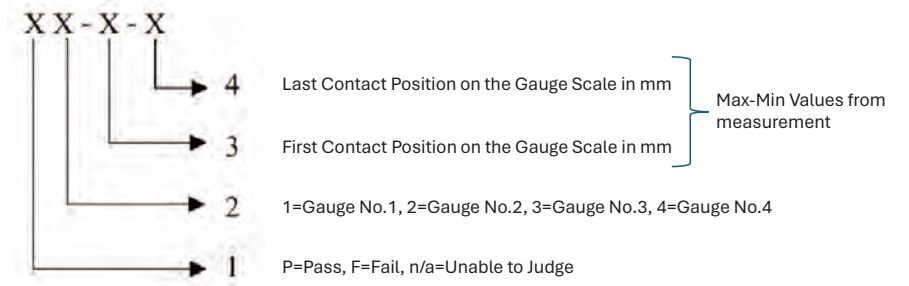 XX-X-X
4 Last Contact Position on the Gauge Scale in mm
Max-Min Values from
measurement
3 First Contact Position on the Gauge Scale in mm
2 1=Gauge No.1, 2=Gauge No.2, 3=Gauge No.3, 4=Gauge No.4
1 P=Pass, F=Fail, n/a=Unable to Judge